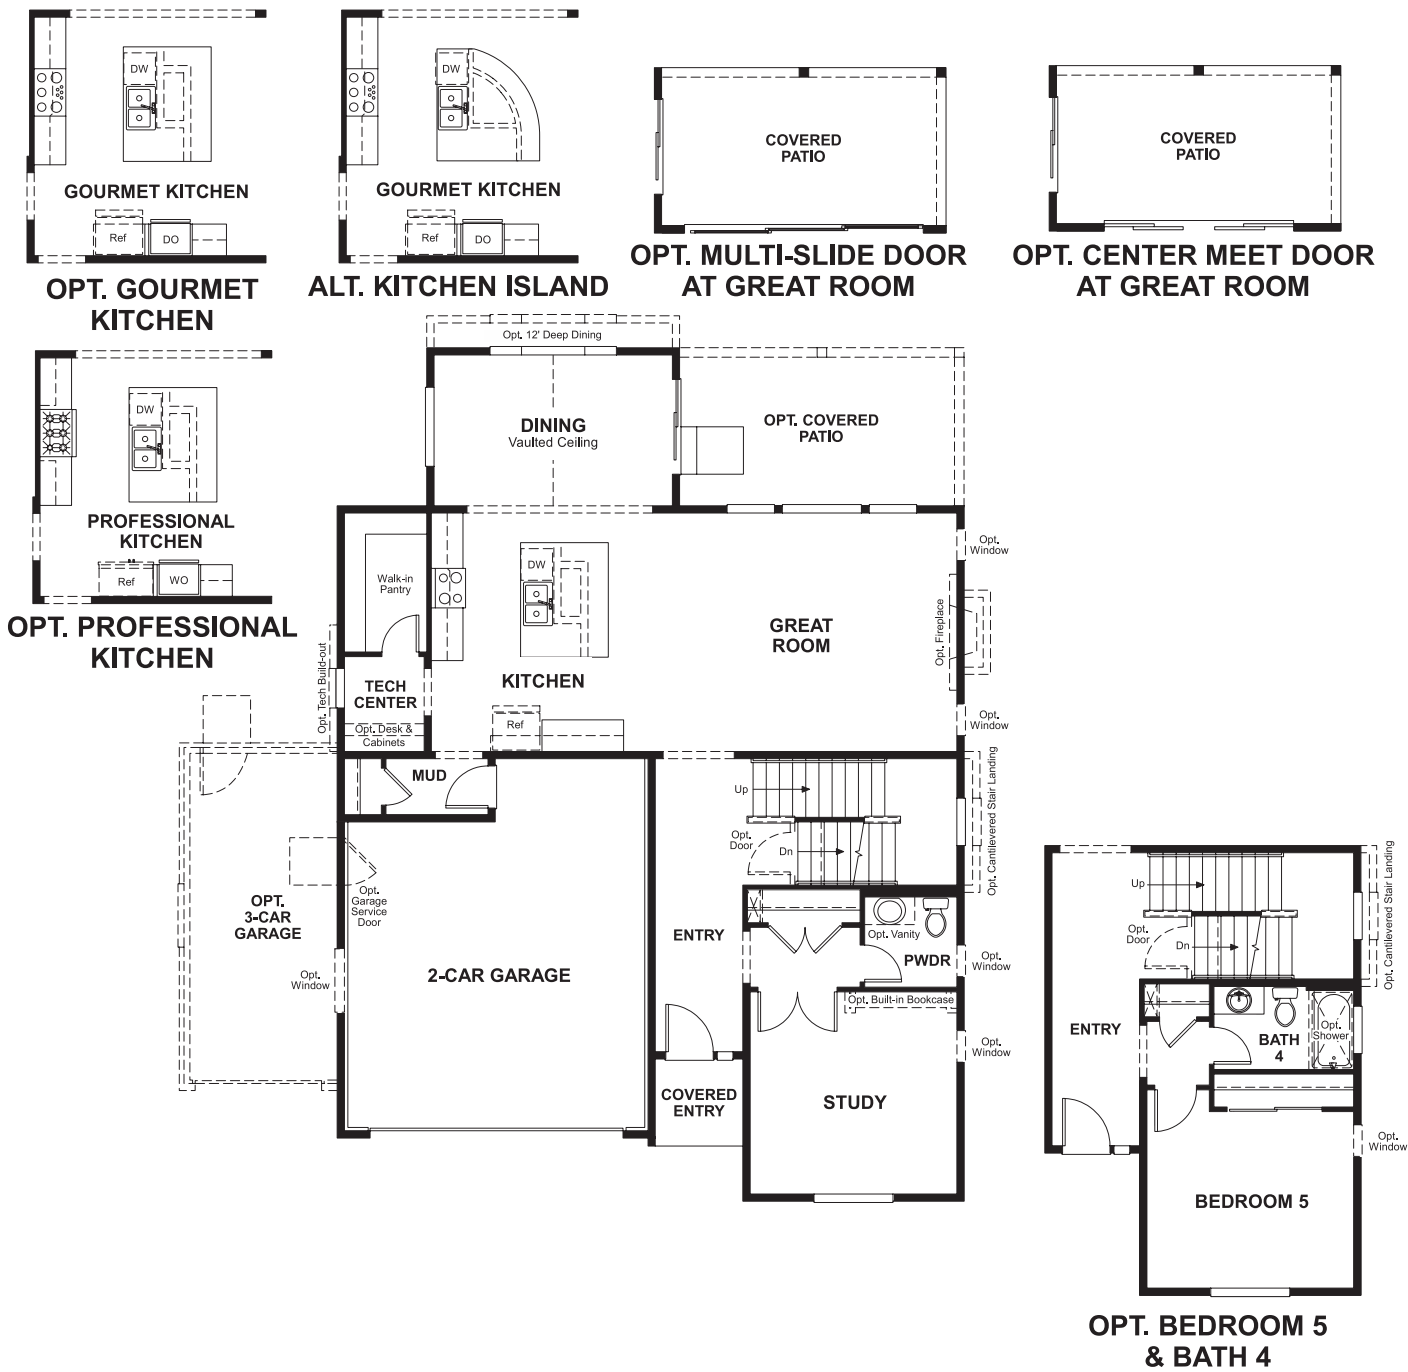 DW
GOURMET KITCHEN
Ref
DO
OPT. GOURMET
KITCHEN
DW
GOURMET KITCHEN
Ref
DO
ALT. KITCHEN ISLAND
COVERED
PATIO
OPT. MULTI-SLIDE DOOR
AT GREAT ROOM
COVERED
PATIO
OPT. CENTER MEET DOOR
AT GREAT ROOM
DW
PROFESSIONAL
KITCHEN
Ref
WO
OPT. PROFESSIONAL
KITCHEN
Opt. 12' Deep Dining
DINING
Vaulted Ceiling
OPT. COVERED
PATIO
Walk-in
Pantry
DW
GREAT
ROOM
Opt.
Window
Opt. Fireplace
Opt.
Window
KITCHEN
Ref
TECH
CENTER
Opt. Desk &
Cabinets
Opt. Tech Build-out
MUD
Up
Opt.
Door
Dn
Opt. Cantilevered Stair Landing
OPT.
3-CAR
GARAGE
Opt.
Garage
Service
Door
Opt.
Window
2-CAR GARAGE
ENTRY
Opt. Vanity
PWDR
Opt.
Window
Opt. Built-in Bookcase
Opt.
Window
COVERED
ENTRY
STUDY
Up
Opt.
Door
Dn
Opt. Cantilevered Stair Landing
ENTRY
BATH
4
Opt.
Shower
Opt.
Window
BEDROOM 5
OPT. BEDROOM 5
& BATH 4